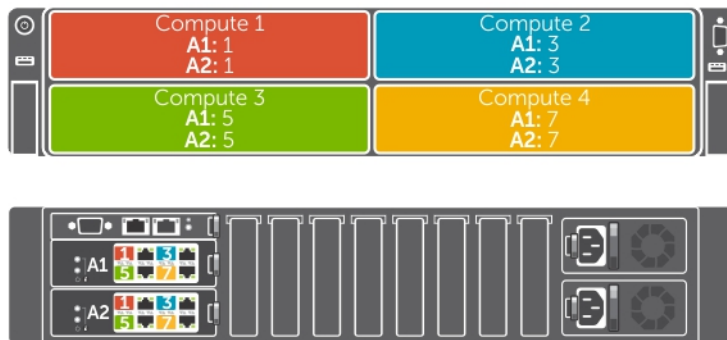 Compute 1
A1: 1
A2: 1
Compute 2
A1: 3
A2: 3
Compute 3
A1: 5
A2: 5
Compute 4
A1: 7
A2: 7
A1
1 3
5 7
A2
1 3
5 7